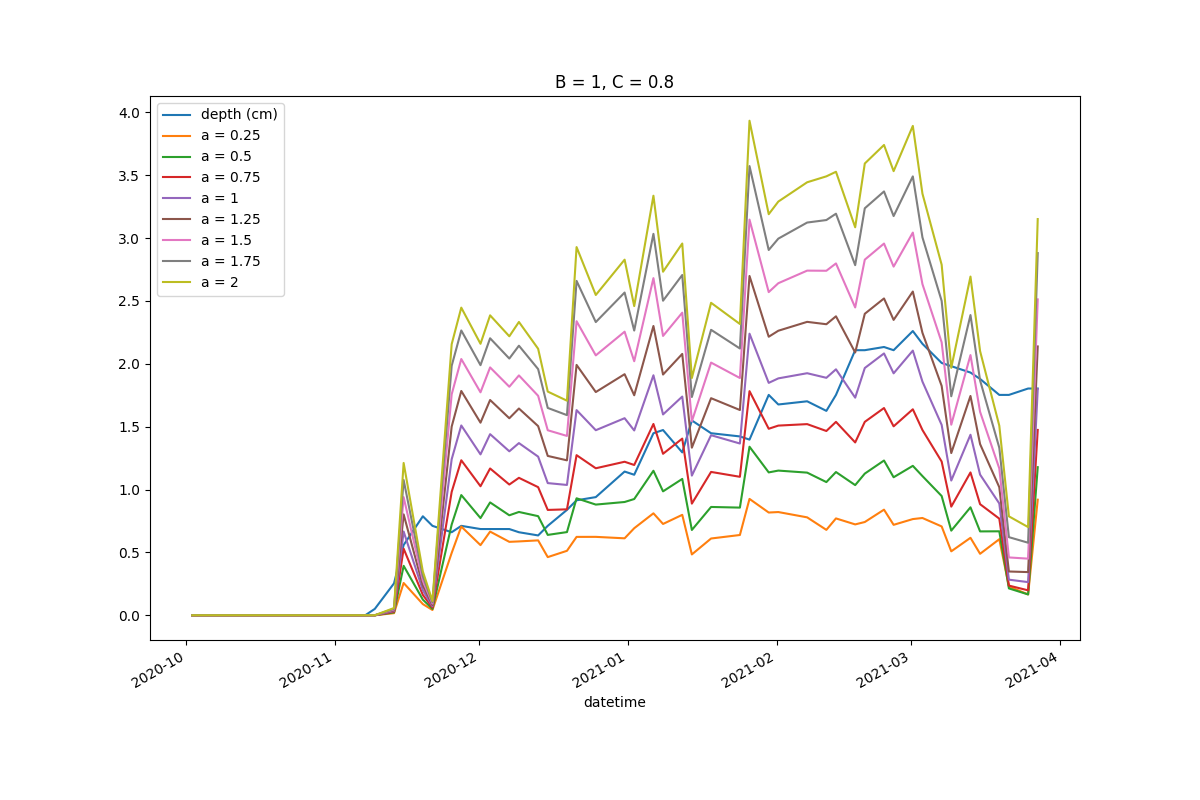 B = 1, C = 0.8
depth (cm)
a = 0.25
a = 0.5
a = 0.75
a = 1
a = 1.25
a = 1.5
a = 1.75
a = 2
4.0
3.5
3.0
2.5
2.0
1.5
1.0
0.5
0.0
2020-10
2020-11
2020-12
2021-01
2021-02
2021-03
2021-04
datetime